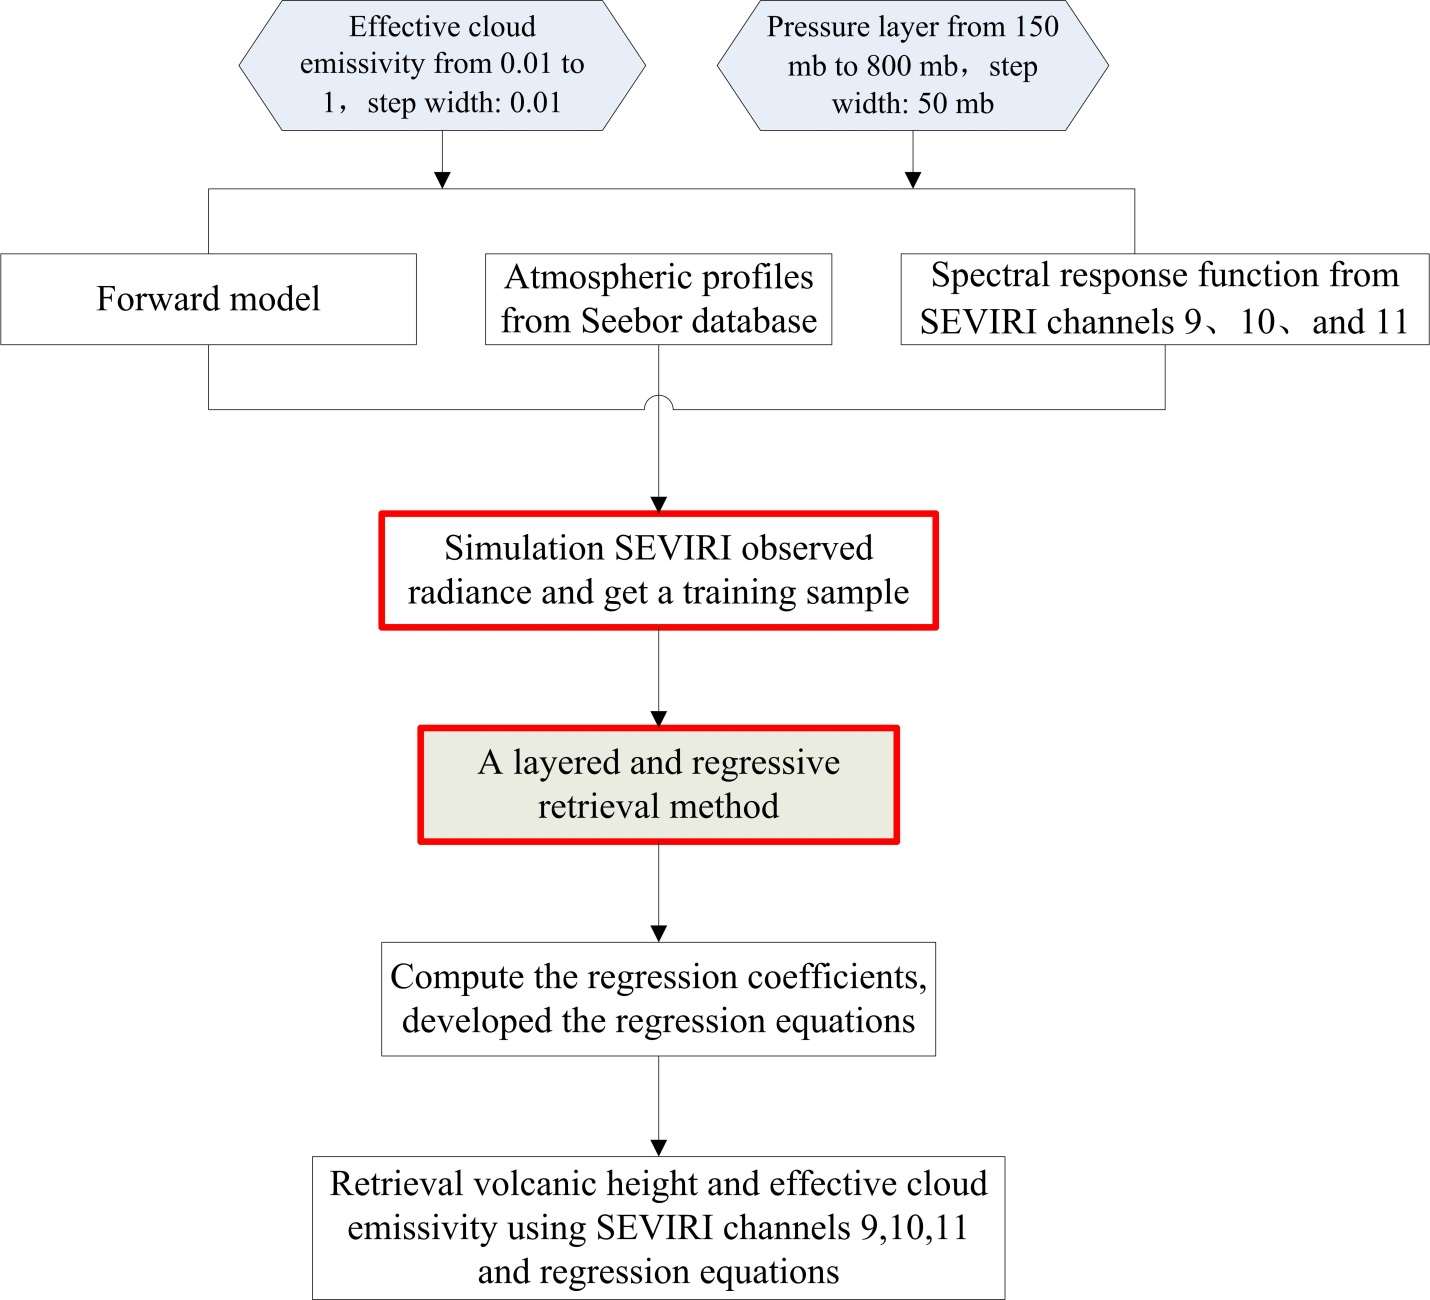 Effective cloud
emissivity from 0.01 to
1，step width: 0.01
Pressure layer from 150
mb to 800 mb，step
width: 50 mb
Forward model
Atmospheric profiles
from Seebor database
Spectral response function from
SEVIRI channels 9、10、and 11
Simulation SEVIRI observed
radiance and get a training sample
A layered and regressive
retrieval method
Compute the regression coefficients,
developed the regression equations
Retrieval volcanic height and effective cloud
emissivity using SEVIRI channels 9,10,11
and regression equations